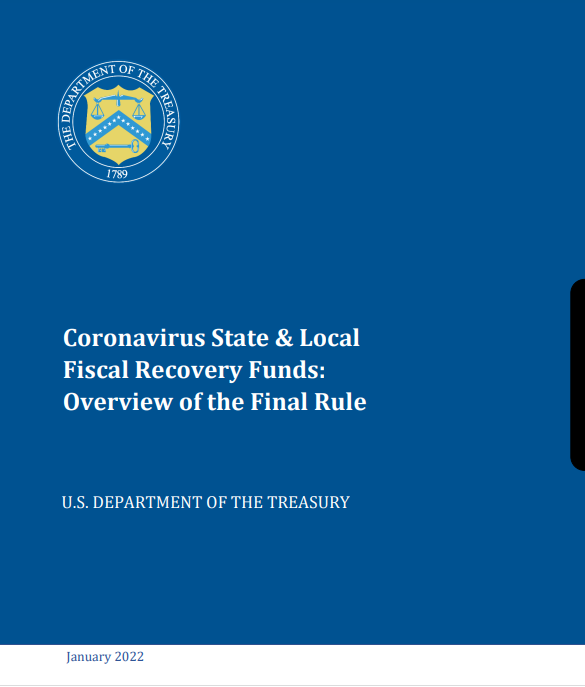 THE DEPARTMENT OF THE TREASURY
1789
Coronavirus State & Local
Fiscal Recovery Funds:
Overview of the Final Rule
U.S. DEPARTMENT OF THE TREASURY
January 2022